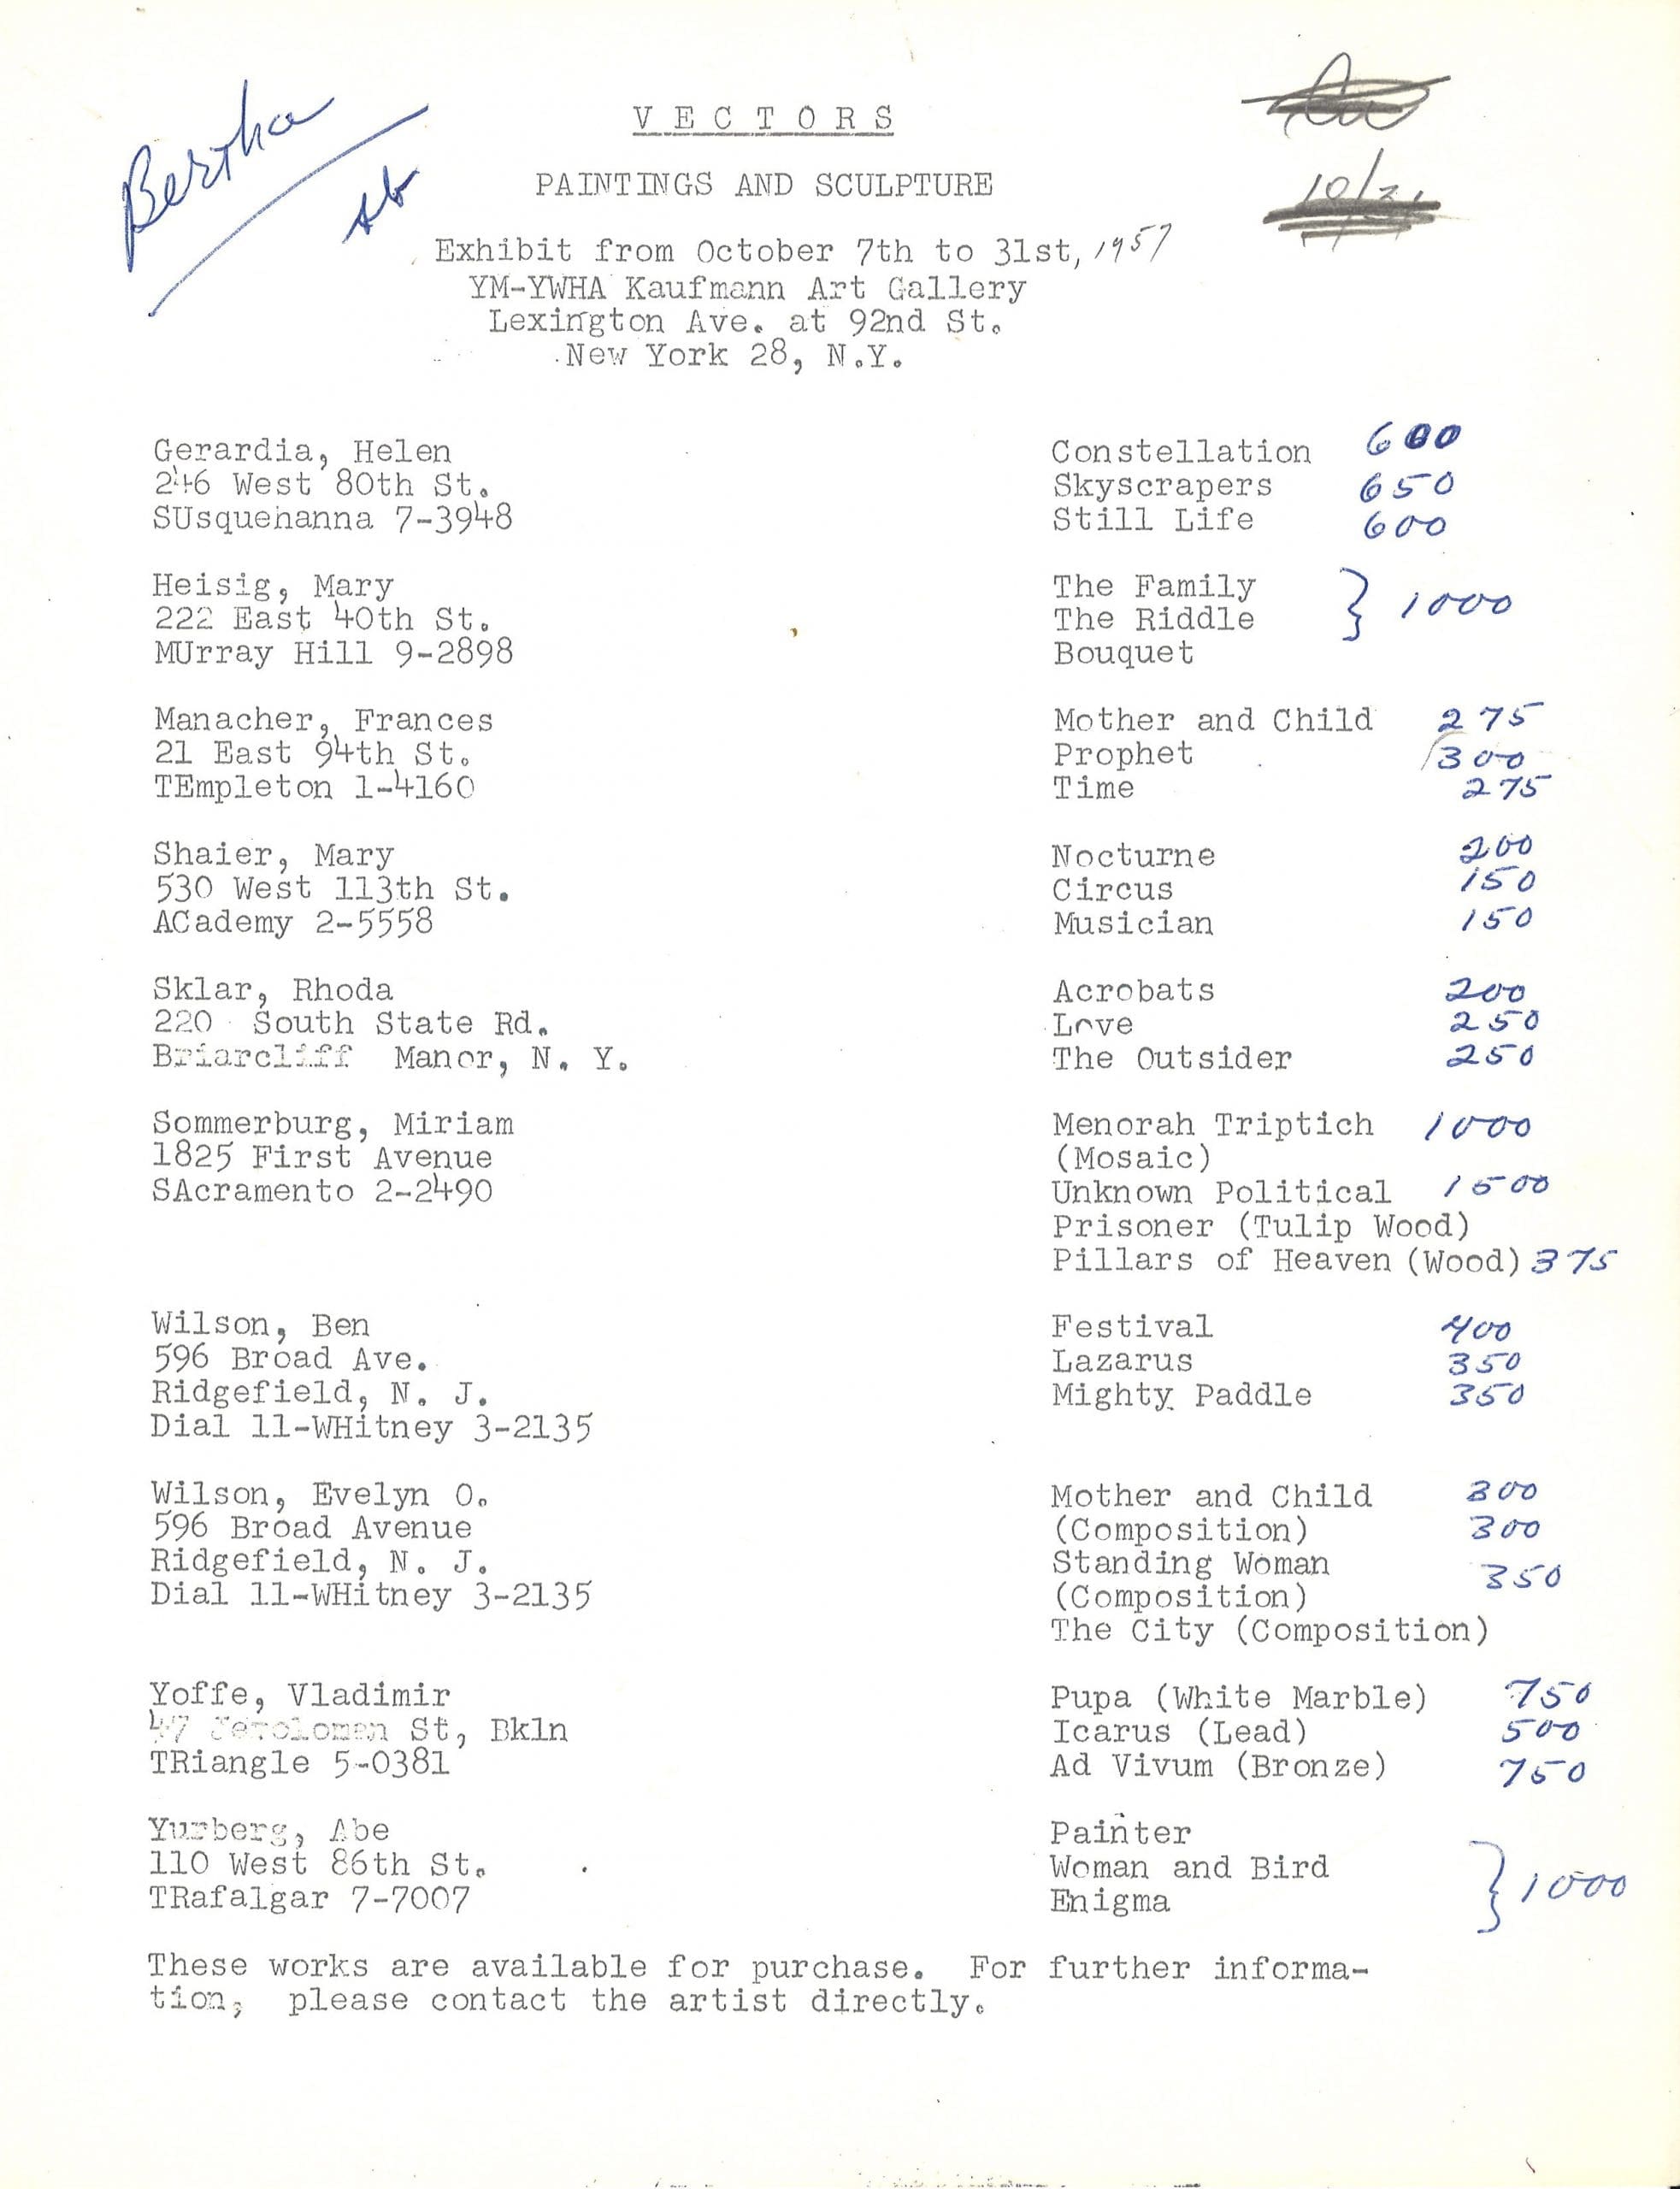 Bertha
V E C T O R S
PAINTINGS AND SCULPTURE
Exhibit from October 7th to 31st, 1957
YM-YWHA Kaufmann Art Gallery
Lexington Ave. at 92nd St.
New York 28, N.Y.
Gerardia, Helen Constellation 600
246 West 80th St. Skyscrapers 650
SUsquehanna 7-3948 Still Life 600
Heisig, Mary The Family
222 East 40th St. The Riddle } 1000
MUrray Hill 9-2898 Bouquet
Manacher, Frances Mother and Child 275
21 East 94th St. Prophet 300
TEmpleton 1-4160 Time 275
Shaier, Mary Nocturne 200
530 West 113th St. Circus 150
ACademy 2-5558 Musician 150
Sklar, Rhoda Acrobats 200
220 South State Rd. Love 250
Briarcliff Manor, N. Y. The Outsider 250
Sommerburg, Miriam Menorah Triptich 1000
1825 First Avenue (Mosaic)
SAcramento 2-2490 Unknown Political 1500
Prisoner (Tulip Wood)
Pillars of Heaven (Wood) 375
Wilson, Ben Festival 400
596 Broad Ave. Lazarus 350
Ridgefield, N. J. Mighty Paddle 350
Dial 11-WHitney 3-2135
Wilson, Evelyn O. Mother and Child 300
596 Broad Avenue (Composition) 300
Ridgefield, N. J. Standing Woman 350
Dial 11-WHitney 3-2135 (Composition)
The City (Composition)
Yoffe, Vladimir Pupa (White Marble) 750
47 St, Bkln Icarus (Lead) 500
TRiangle 5-0381 Ad Vivum (Bronze) 750
Yurberg, Abe Painter
110 West 86th St. Woman and Bird } 1000
TRafalgar 7-7007 Enigma
These works are available for purchase. For further informa-
tion, please contact the artist directly.